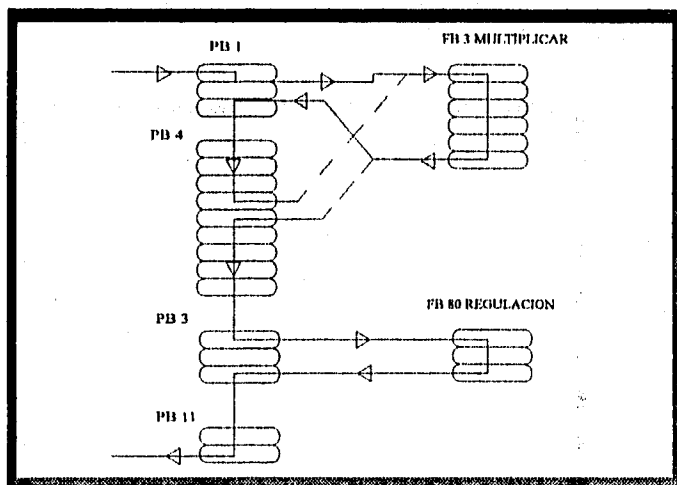 PB 1
FB 3 MULTIPLICAR
PB 4
FB 80 REGULACION
PB 3
PB 11